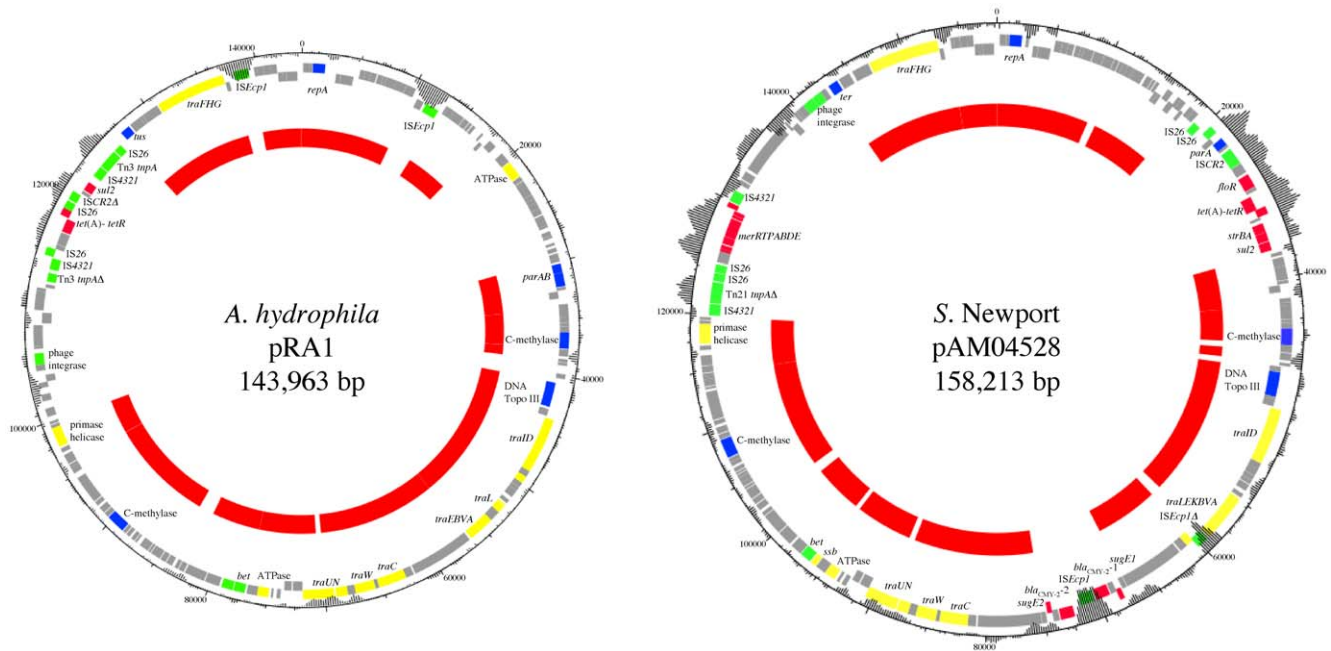 0
repA
ISEcp1
20000
ATPase
parAB
C-methylase
40000
DNA
Topo III
traID
traL
traEBVA
60000
traC
traW
traUN
ATPase
bet
80000
C-methylase
primase
helicase
100000
phage
integrase
Tn3 tnpAΔ
IS4321
IS26
tet(A)- tetR
IS26
ISCR2Δ
sul2
120000
IS4321
Tn3 tnpA
IS26
tus
traFHG
ISEcp1
140000
A. hydrophila
pRA1
143,963 bp
0
repA
20000
IS26
IS26
parA
ISCR2
floR
tet(A)-tetR
strBA
sul2
40000
C-methylase
DNA
Topo III
traID
traLEKBVA
ISEcp1Δ
60000
sugE1
blaCMY-2-1
ISEcp1
blaCMY-2-2
sugE2
80000
traC
traW
traUN
ATPase
ssb
bet
100000
C-methylase
primase
helicase
120000
IS4321
Tn21 tnpAΔ
IS26
IS26
merRTPABDE
IS4321
phage
integrase
140000
ter
traFHG
S. Newport
pAM04528
158,213 bp